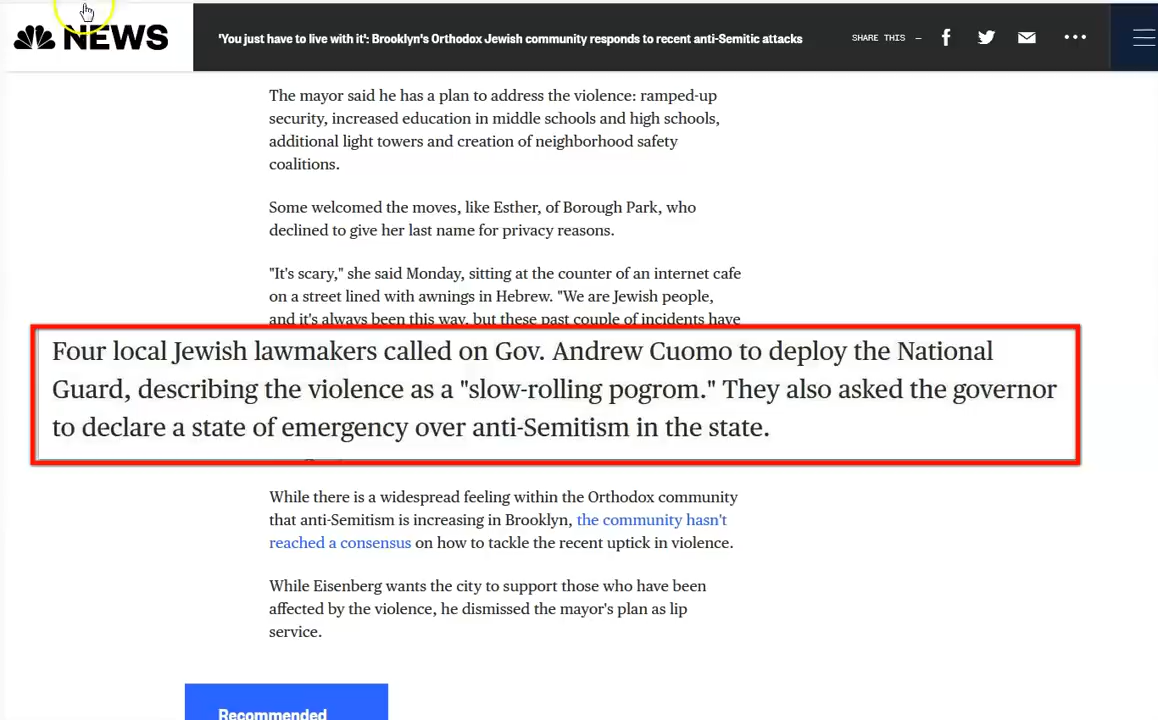 NEWS
'You just have to live with it': Brooklyn's Orthodox Jewish community responds to recent anti-Semitic attacks
SHARE THIS –
The mayor said he has a plan to address the violence: ramped-up
security, increased education in middle schools and high schools,
additional light towers and creation of neighborhood safety
coalitions.
Some welcomed the moves, like Esther, of Borough Park, who
declined to give her last name for privacy reasons.
"It's scary," she said Monday, sitting at the counter of an internet cafe
on a street lined with awnings in Hebrew. "We are Jewish people,
and it's always been this way, but these past couple of incidents have
Four local Jewish lawmakers called on Gov. Andrew Cuomo to deploy the National
Guard, describing the violence as a "slow-rolling pogrom." They also asked the governor
to declare a state of emergency over anti-Semitism in the state.
While there is a widespread feeling within the Orthodox community
that anti-Semitism is increasing in Brooklyn, the community hasn't
reached a consensus on how to tackle the recent uptick in violence.
While Eisenberg wants the city to support those who have been
affected by the violence, he dismissed the mayor's plan as lip
service.
Recommended